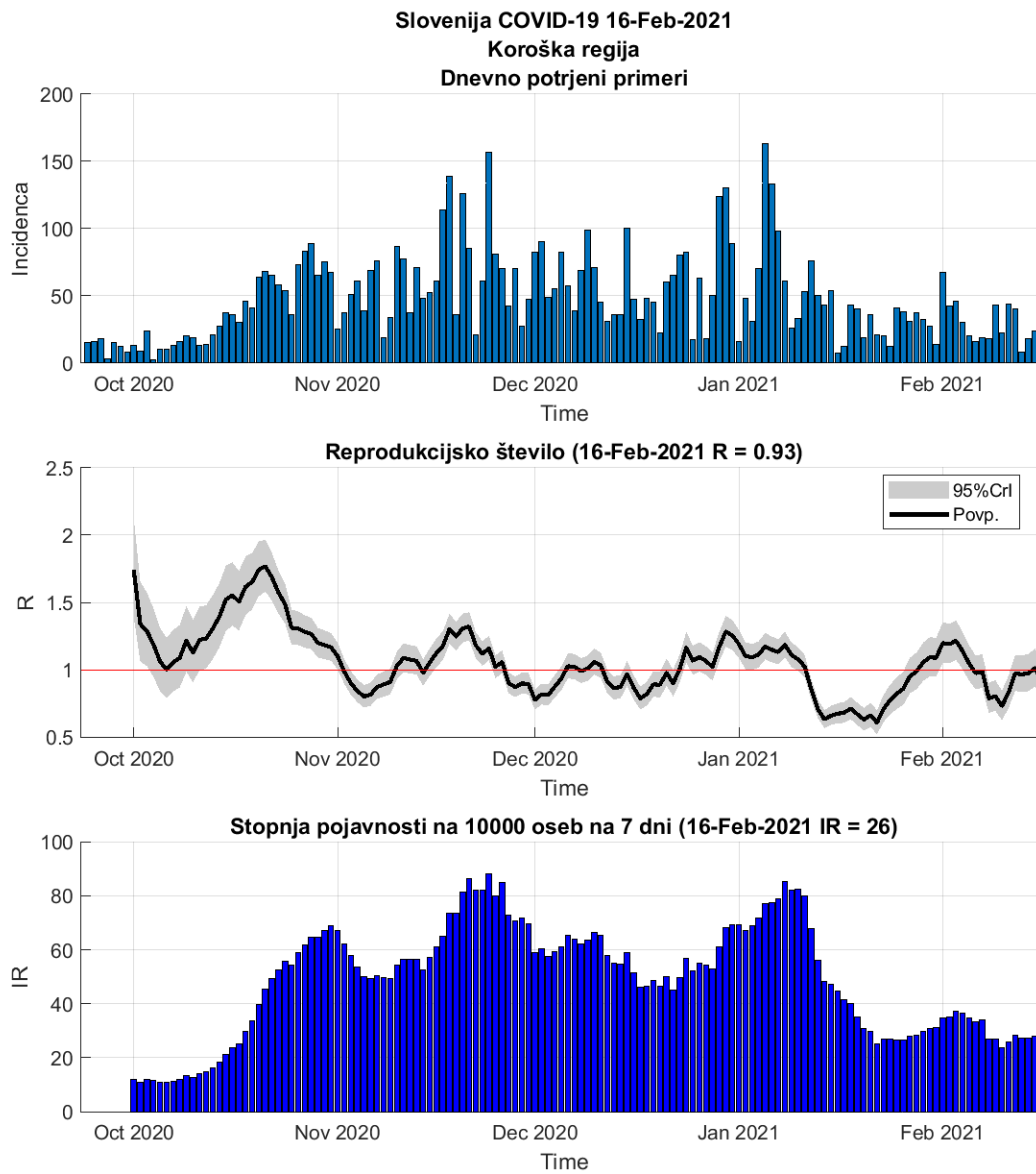 Slovenija COVID-19 16-Feb-2021
Koroška regija
Dnevno potrjeni primeri
200
150
100
50
0
Incidenca
Oct 2020 Nov 2020 Dec 2020 Jan 2021 Feb 2021
Time
Reprodukcijsko število (16-Feb-2021 R = 0.93)
2.5
2
1.5
1
0.5
R
95%CrI
Povp.
Oct 2020 Nov 2020 Dec 2020 Jan 2021 Feb 2021
Time
Stopnja pojavnosti na 10000 oseb na 7 dni (16-Feb-2021 IR = 26)
100
80
60
40
20
0
IR
Oct 2020 Nov 2020 Dec 2020 Jan 2021 Feb 2021
Time